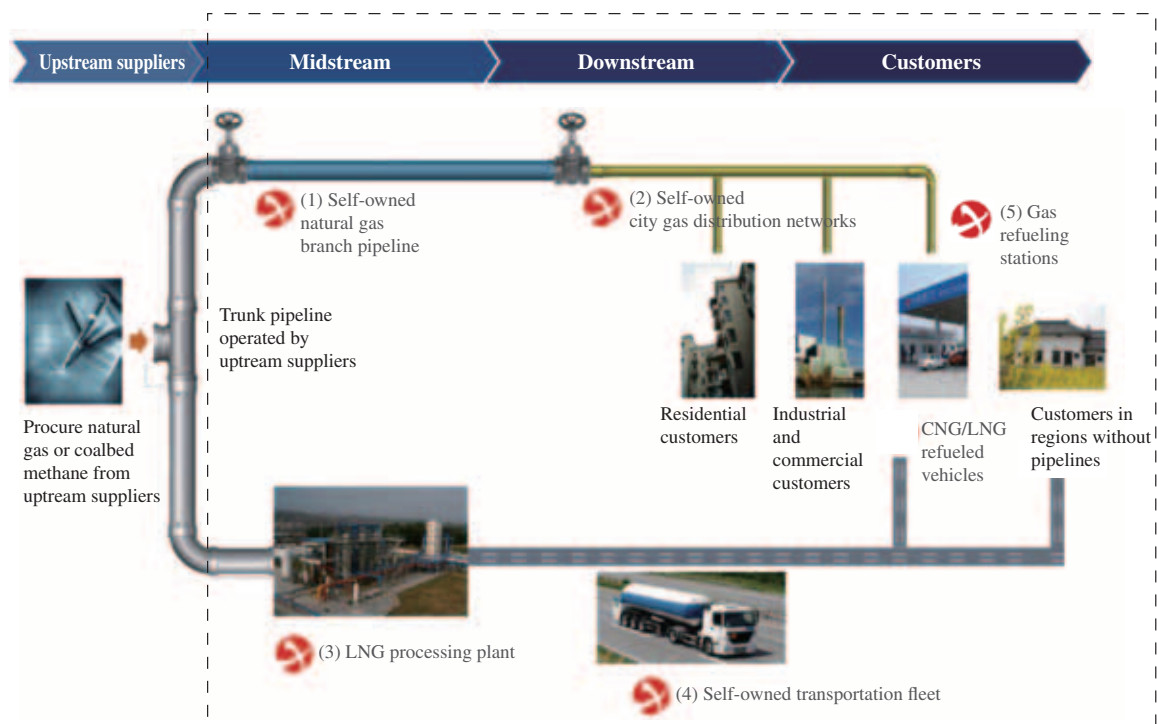 Upstream suppliers
Midstream
Downstream
Customers
(1) Self-owned
natural gas
branch pipeline
(2) Self-owned
city gas distribution networks
(5) Gas
refueling
stations
Trunk pipeline
operated by
uptream suppliers
Procure natural
gas or coalbed
methane from
uptream suppliers
Residential
customers
Industrial
and
commercial
customers
CNG/LNG
refueled
vehicles
Customers in
regions without
pipelines
(3) LNG processing plant
(4) Self-owned transportation fleet